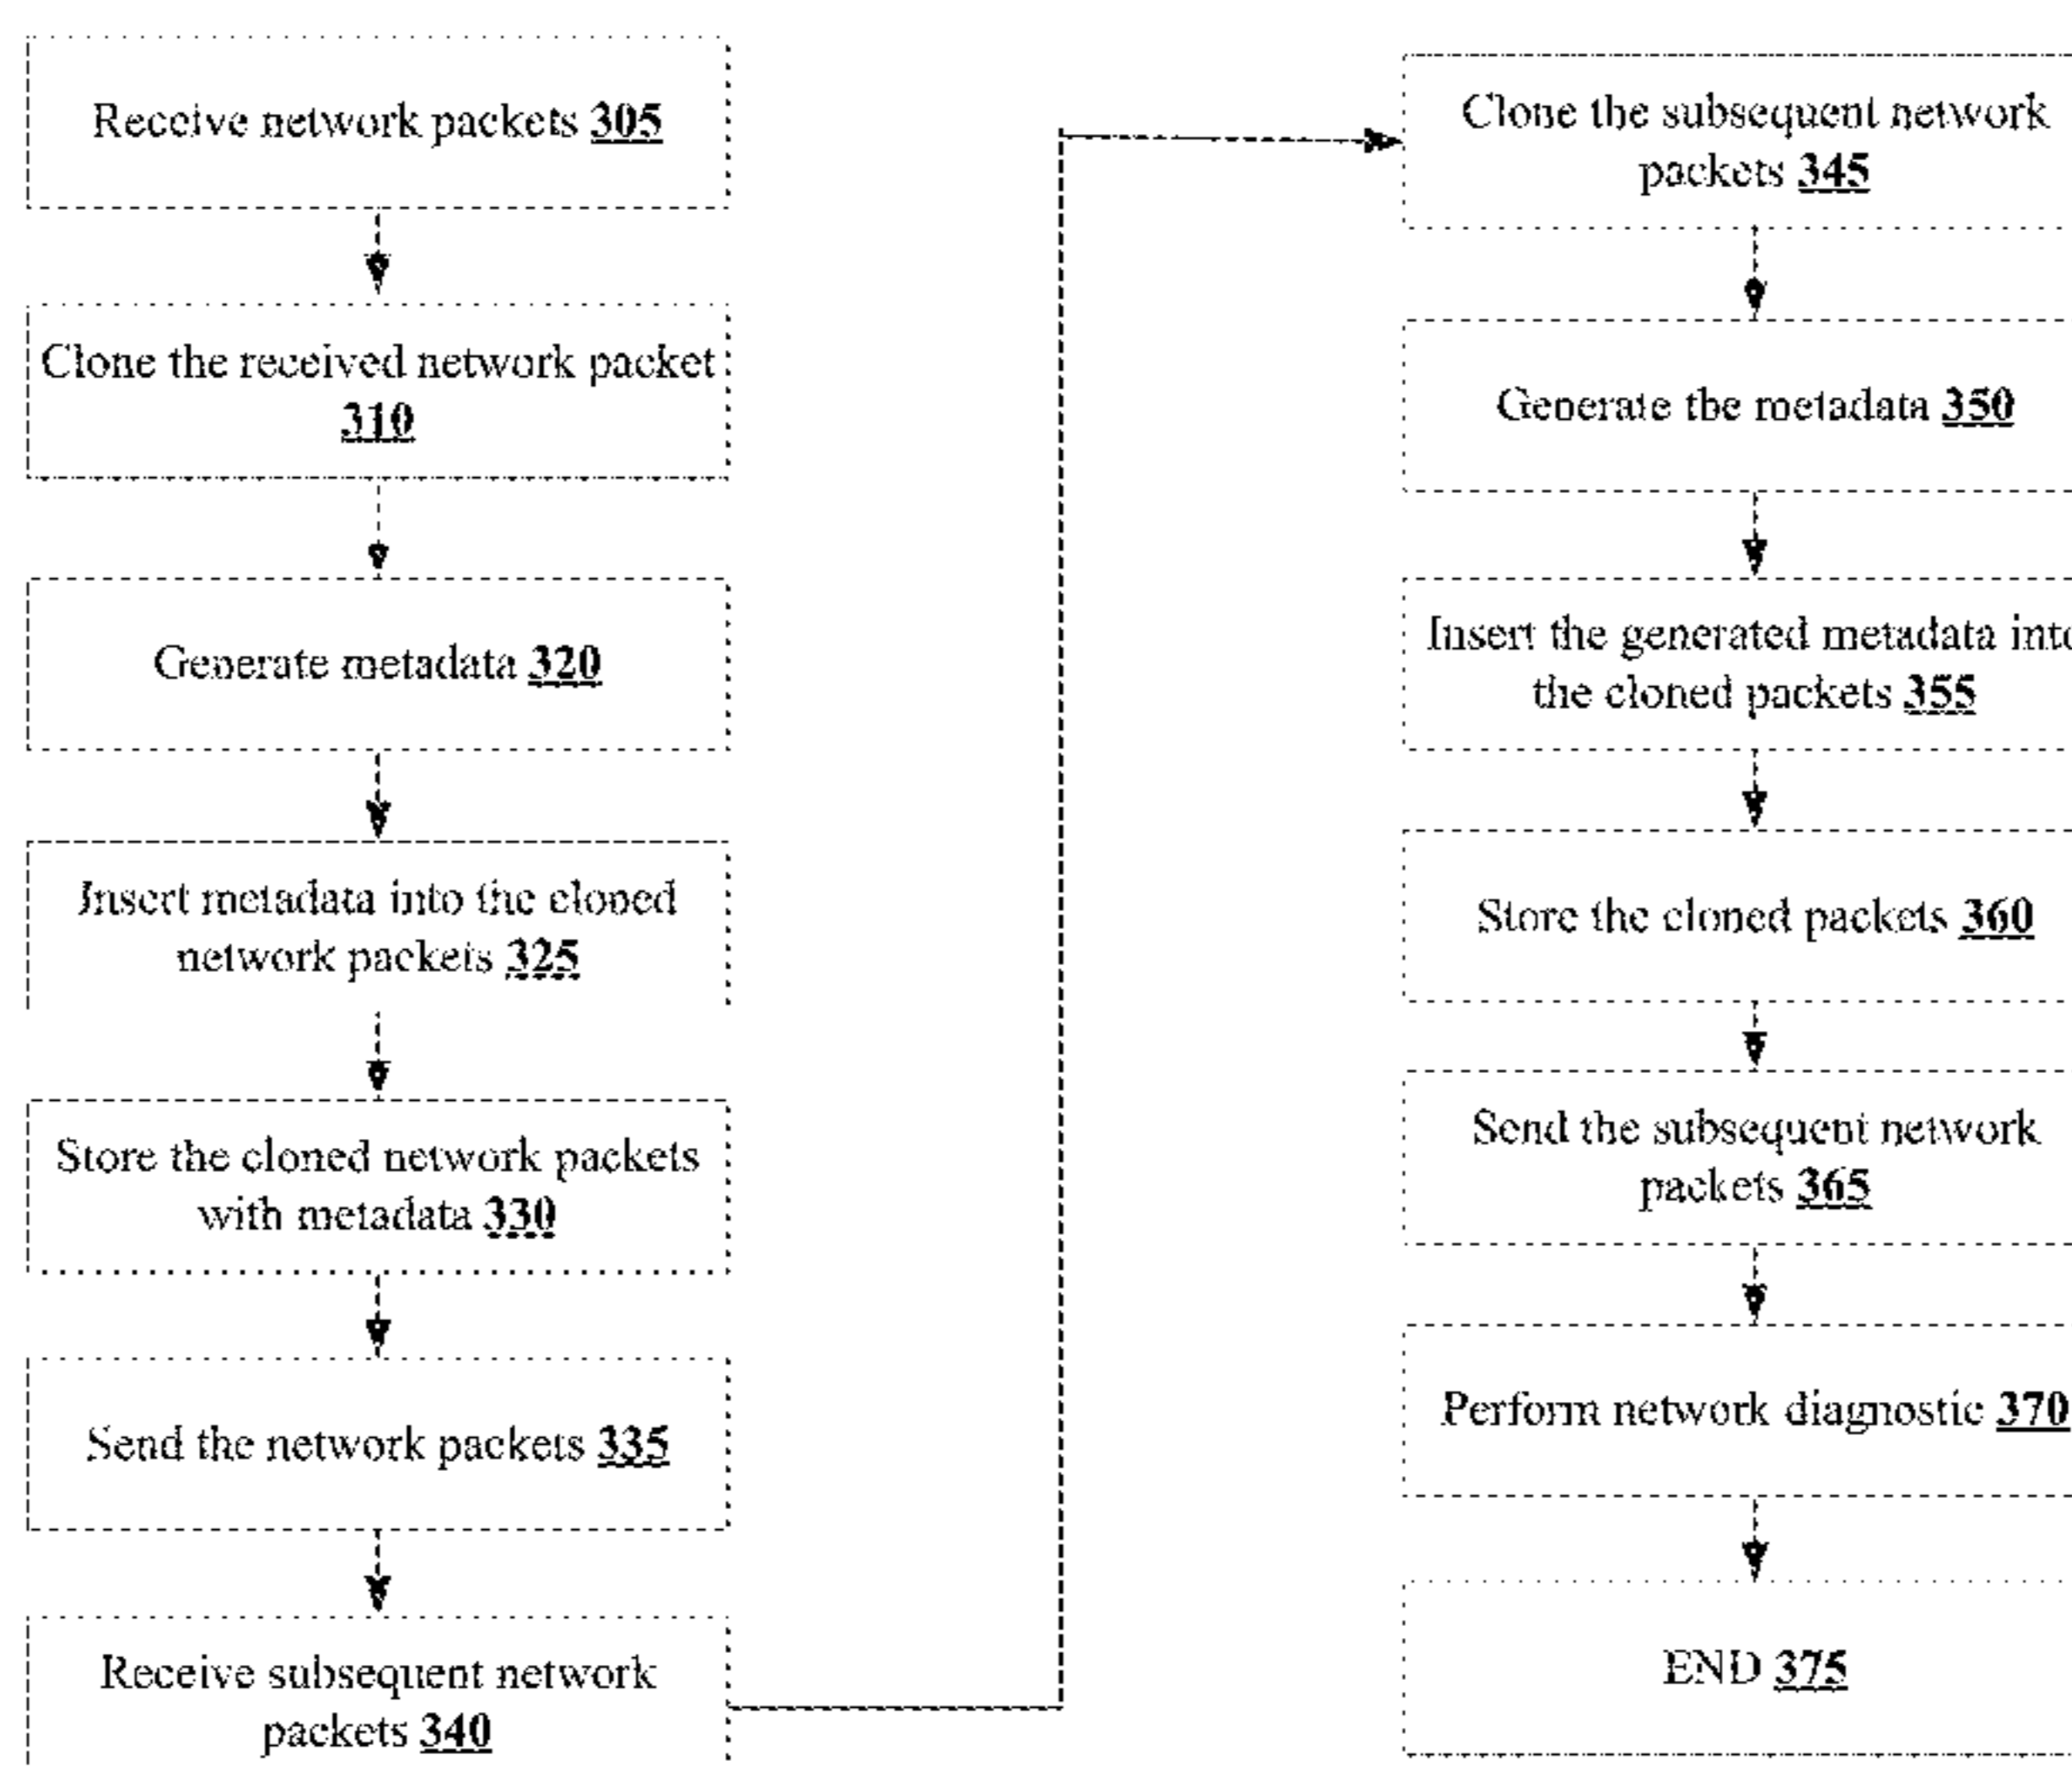 Receive network packets 305
Clone the received network packet
310
Generate metadata 320
Insert metadata into the cloned
network packets 325
Store the cloned network packets
with metadata 330
Send the network packets 335
Receive subsequent network
packets 340
Clone the subsequent network
packets 345
Generate the metadata 350
Insert the generated metadata into
the cloned packets 355
Store the cloned packets 360
Send the subsequent network
packets 365
Perform network diagnostic 370
END 375